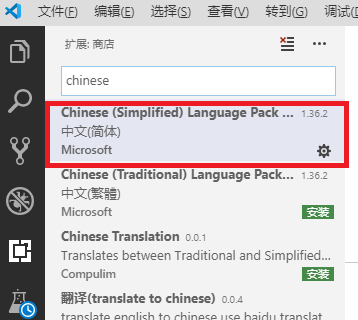 文件(F) 编辑(E) 选择(S) 查看(V) 转到(G) 调试(D
扩展: 商店
chinese
Chinese (Simplified) Language Pack ... 1.36.2
中文(简体)
Microsoft
Chinese (Traditional) Language Pack... 1.36.2
中文(繁體)
Microsoft 安装
Chinese Translation 0.0.1
Translates between Traditional and Simplified...
Compulim 安装
翻译(translate to chinese) 0.0.4
translate english to chinese use baidu translat